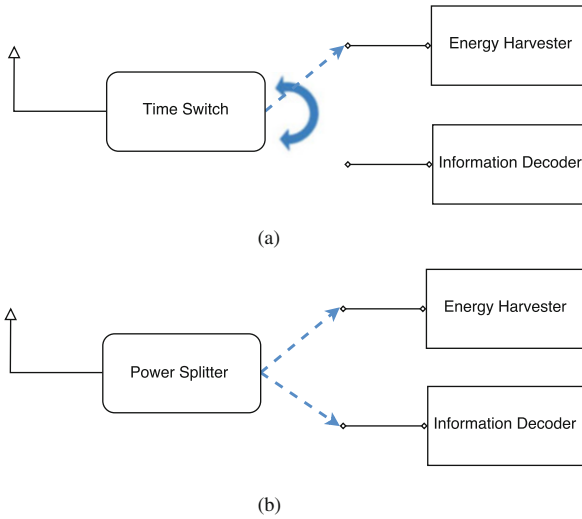 Energy Harvester
Time Switch
Information Decoder
(a)
Energy Harvester
Power Splitter
Information Decoder
(b)